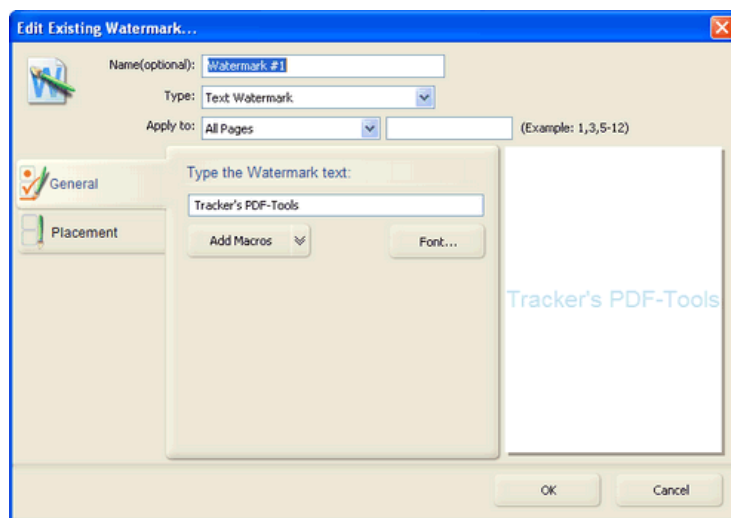 Edit Existing Watermark...
Name(optional): Watermark #1
Type: Text Watermark
Apply to: All Pages (Example: 1,3,5-12)
General
Placement
Type the Watermark text:
Tracker's PDF-Tools
Add Macros Font...
Tracker's PDF-Tools
OK Cancel